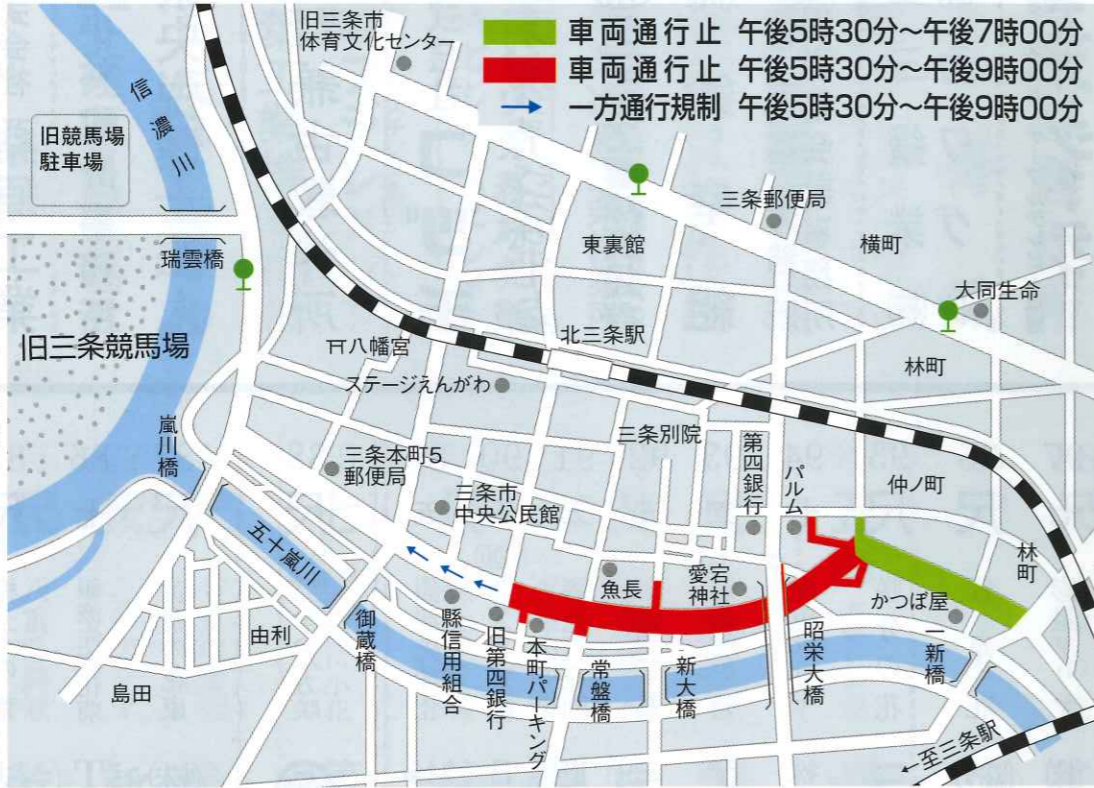 旧三条市
体育文化センター
車両通行止 午後5時30分～午後7時00分
車両通行止 午後5時30分～午後9時00分
一方通行規制 午後5時30分～午後9時00分
信濃川
旧競馬場
駐車場
三条郵便局
東裏館
横町
瑞雲橋
大同生命
旧三条競馬場
北三条駅
八幡宮
林町
ステージえんがわ
嵐川橋
三条別院
第四銀行
パルム
仲ノ町
三条本町5
郵便局
三条市
中央公民館
林町
五十嵐川
魚長
愛宕
神社
かつぼ屋
由利
御蔵橋
縣信用組合
旧第四銀行
本町パーキング
常盤橋
新大橋
昭栄大橋
一新橋
島田
←至三条駅